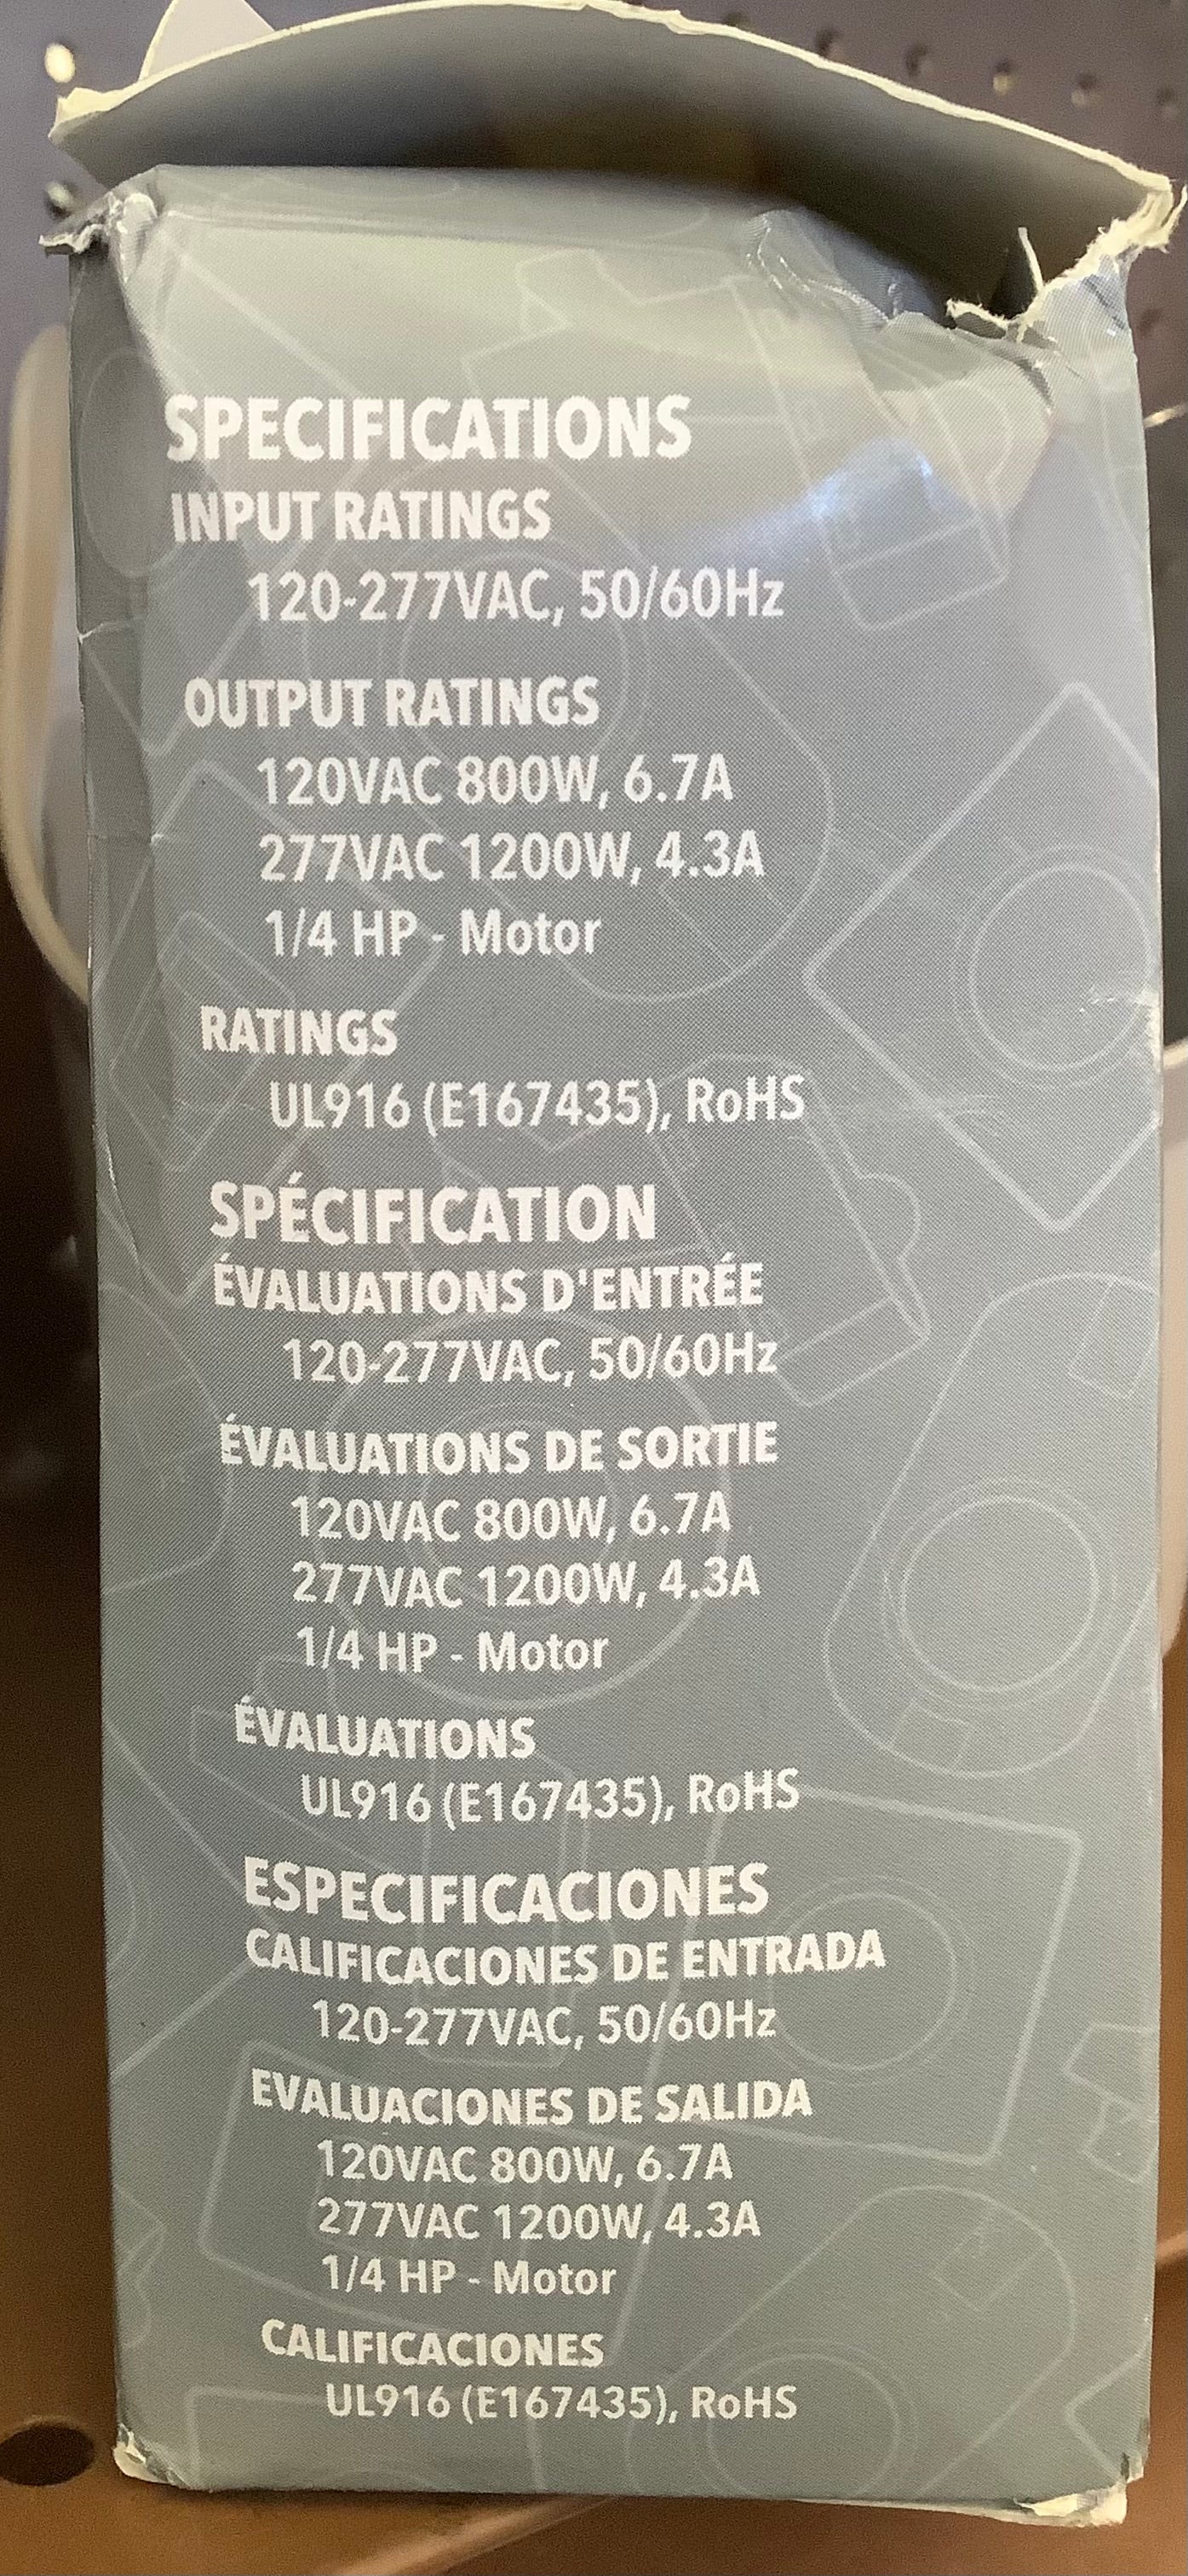 SPECIFICATIONS
INPUT RATINGS
120-277VAC, 50/60Hz
OUTPUT RATINGS
120VAC 800W, 6.7A
277VAC 1200W, 4.3A
1/4 HP - Motor
RATINGS
UL916 (E167435), RoHS
SPÉCIFICATION
ÉVALUATIONS D'ENTRÉE
120-277VAC, 50/60Hz
ÉVALUATIONS DE SORTIE
120VAC 800W, 6.7A
277VAC 1200W, 4.3A
1/4 HP - Motor
ÉVALUATIONS
UL916 (E167435), RoHS
ESPECIFICACIONES
CALIFICACIONES DE ENTRADA
120-277VAC, 50/60Hz
EVALUACIONES DE SALIDA
120VAC 800W, 6.7A
277VAC 1200W, 4.3A
1/4 HP - Motor
CALIFICACIONES
UL916 (E167435), RoHS